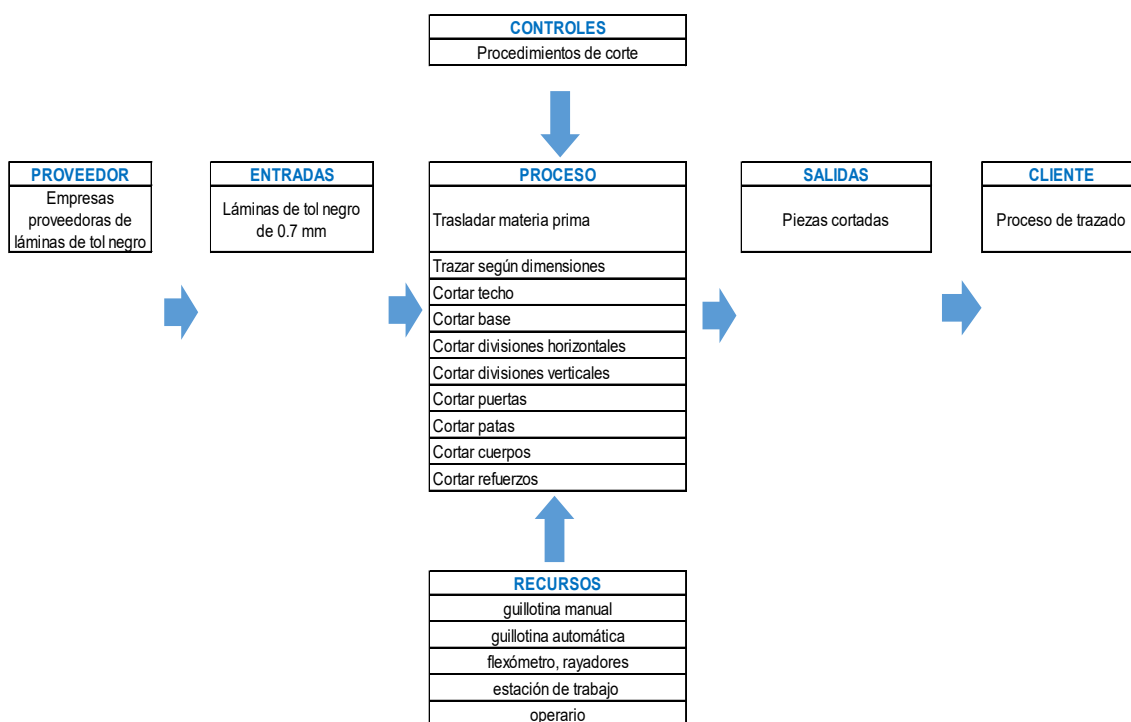 CONTROLES
Procedimientos de corte
PROVEEDOR
Empresas
proveedoras de
láminas de tol negro
ENTRADAS
Láminas de tol negro
de 0.7 mm
PROCESO
Trasladar materia prima
Trazar según dimensiones
Cortar techo
Cortar base
Cortar divisiones horizontales
Cortar divisiones verticales
Cortar puertas
Cortar patas
Cortar cuerpos
Cortar refuerzos
SALIDAS
Piezas cortadas
CLIENTE
Proceso de trazado
RECURSOS
guillotina manual
guillotina automática
flexómetro, rayadores
estación de trabajo
operario